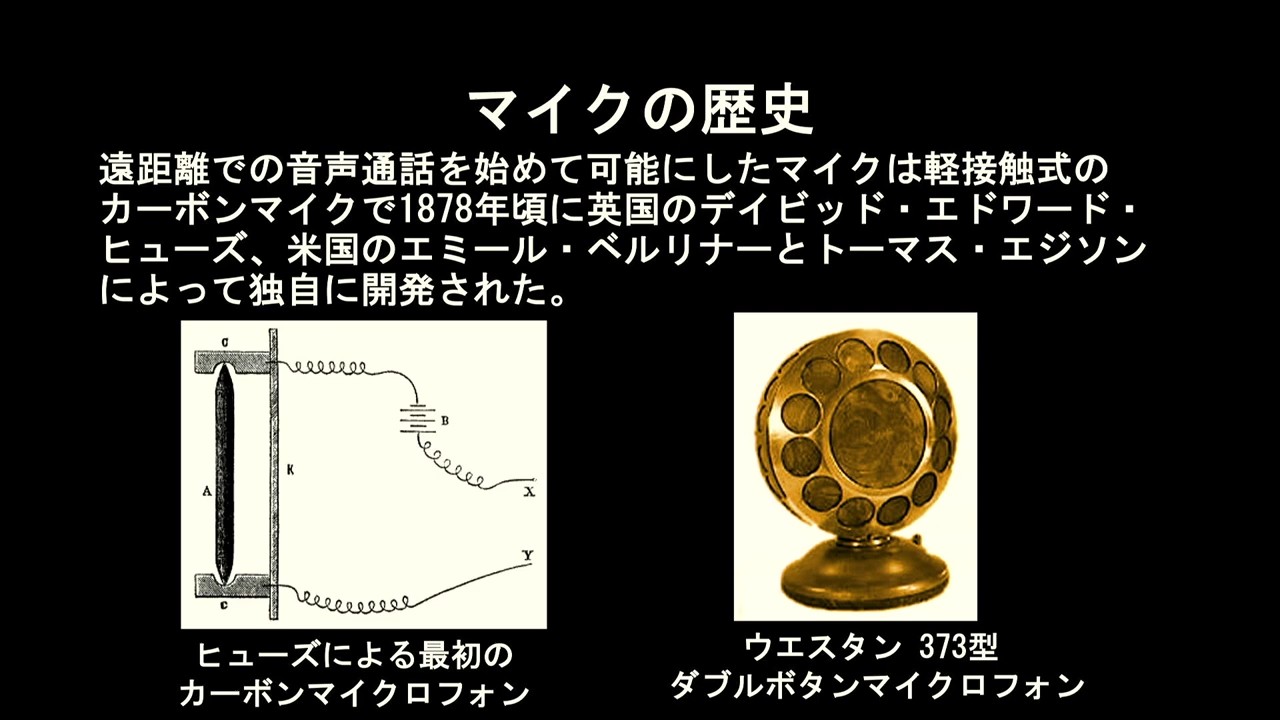 マイクの歴史
遠距離での音声通話を始めて可能にしたマイクは軽接触式の
カーボンマイクで1878年頃に英国のデイビッド・エドワード・
ヒューズ、米国のエミール・ベルリナーとトーマス・エジソン
によって独自に開発された。
σ
B
K
A
X
Y
c
ヒューズによる最初の
カーボンマイクロフォン
ウエスタン 373型
ダブルボタンマイクロフォン